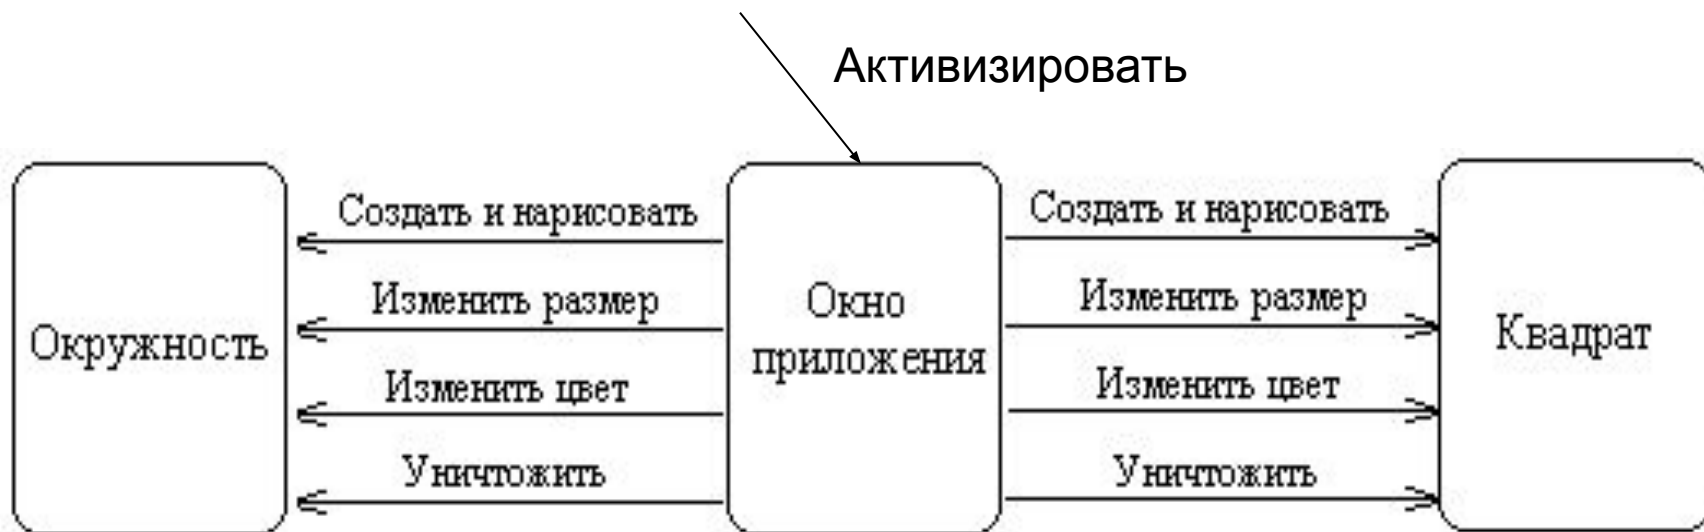 Активизировать
Создать и нарисовать
Создать и нарисовать
Изменить размер
Изменить размер
Окружность
Окно
приложения
Квадрат
Изменить цвет
Изменить цвет
Уничтожить
Уничтожить